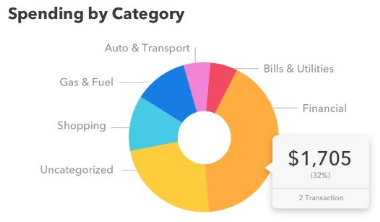 Spending by Category
Auto & Transport
Bills & Utilities
Gas & Fuel
Financial
Shopping
$1,705
(32%)
Uncategorized
2 Transaction